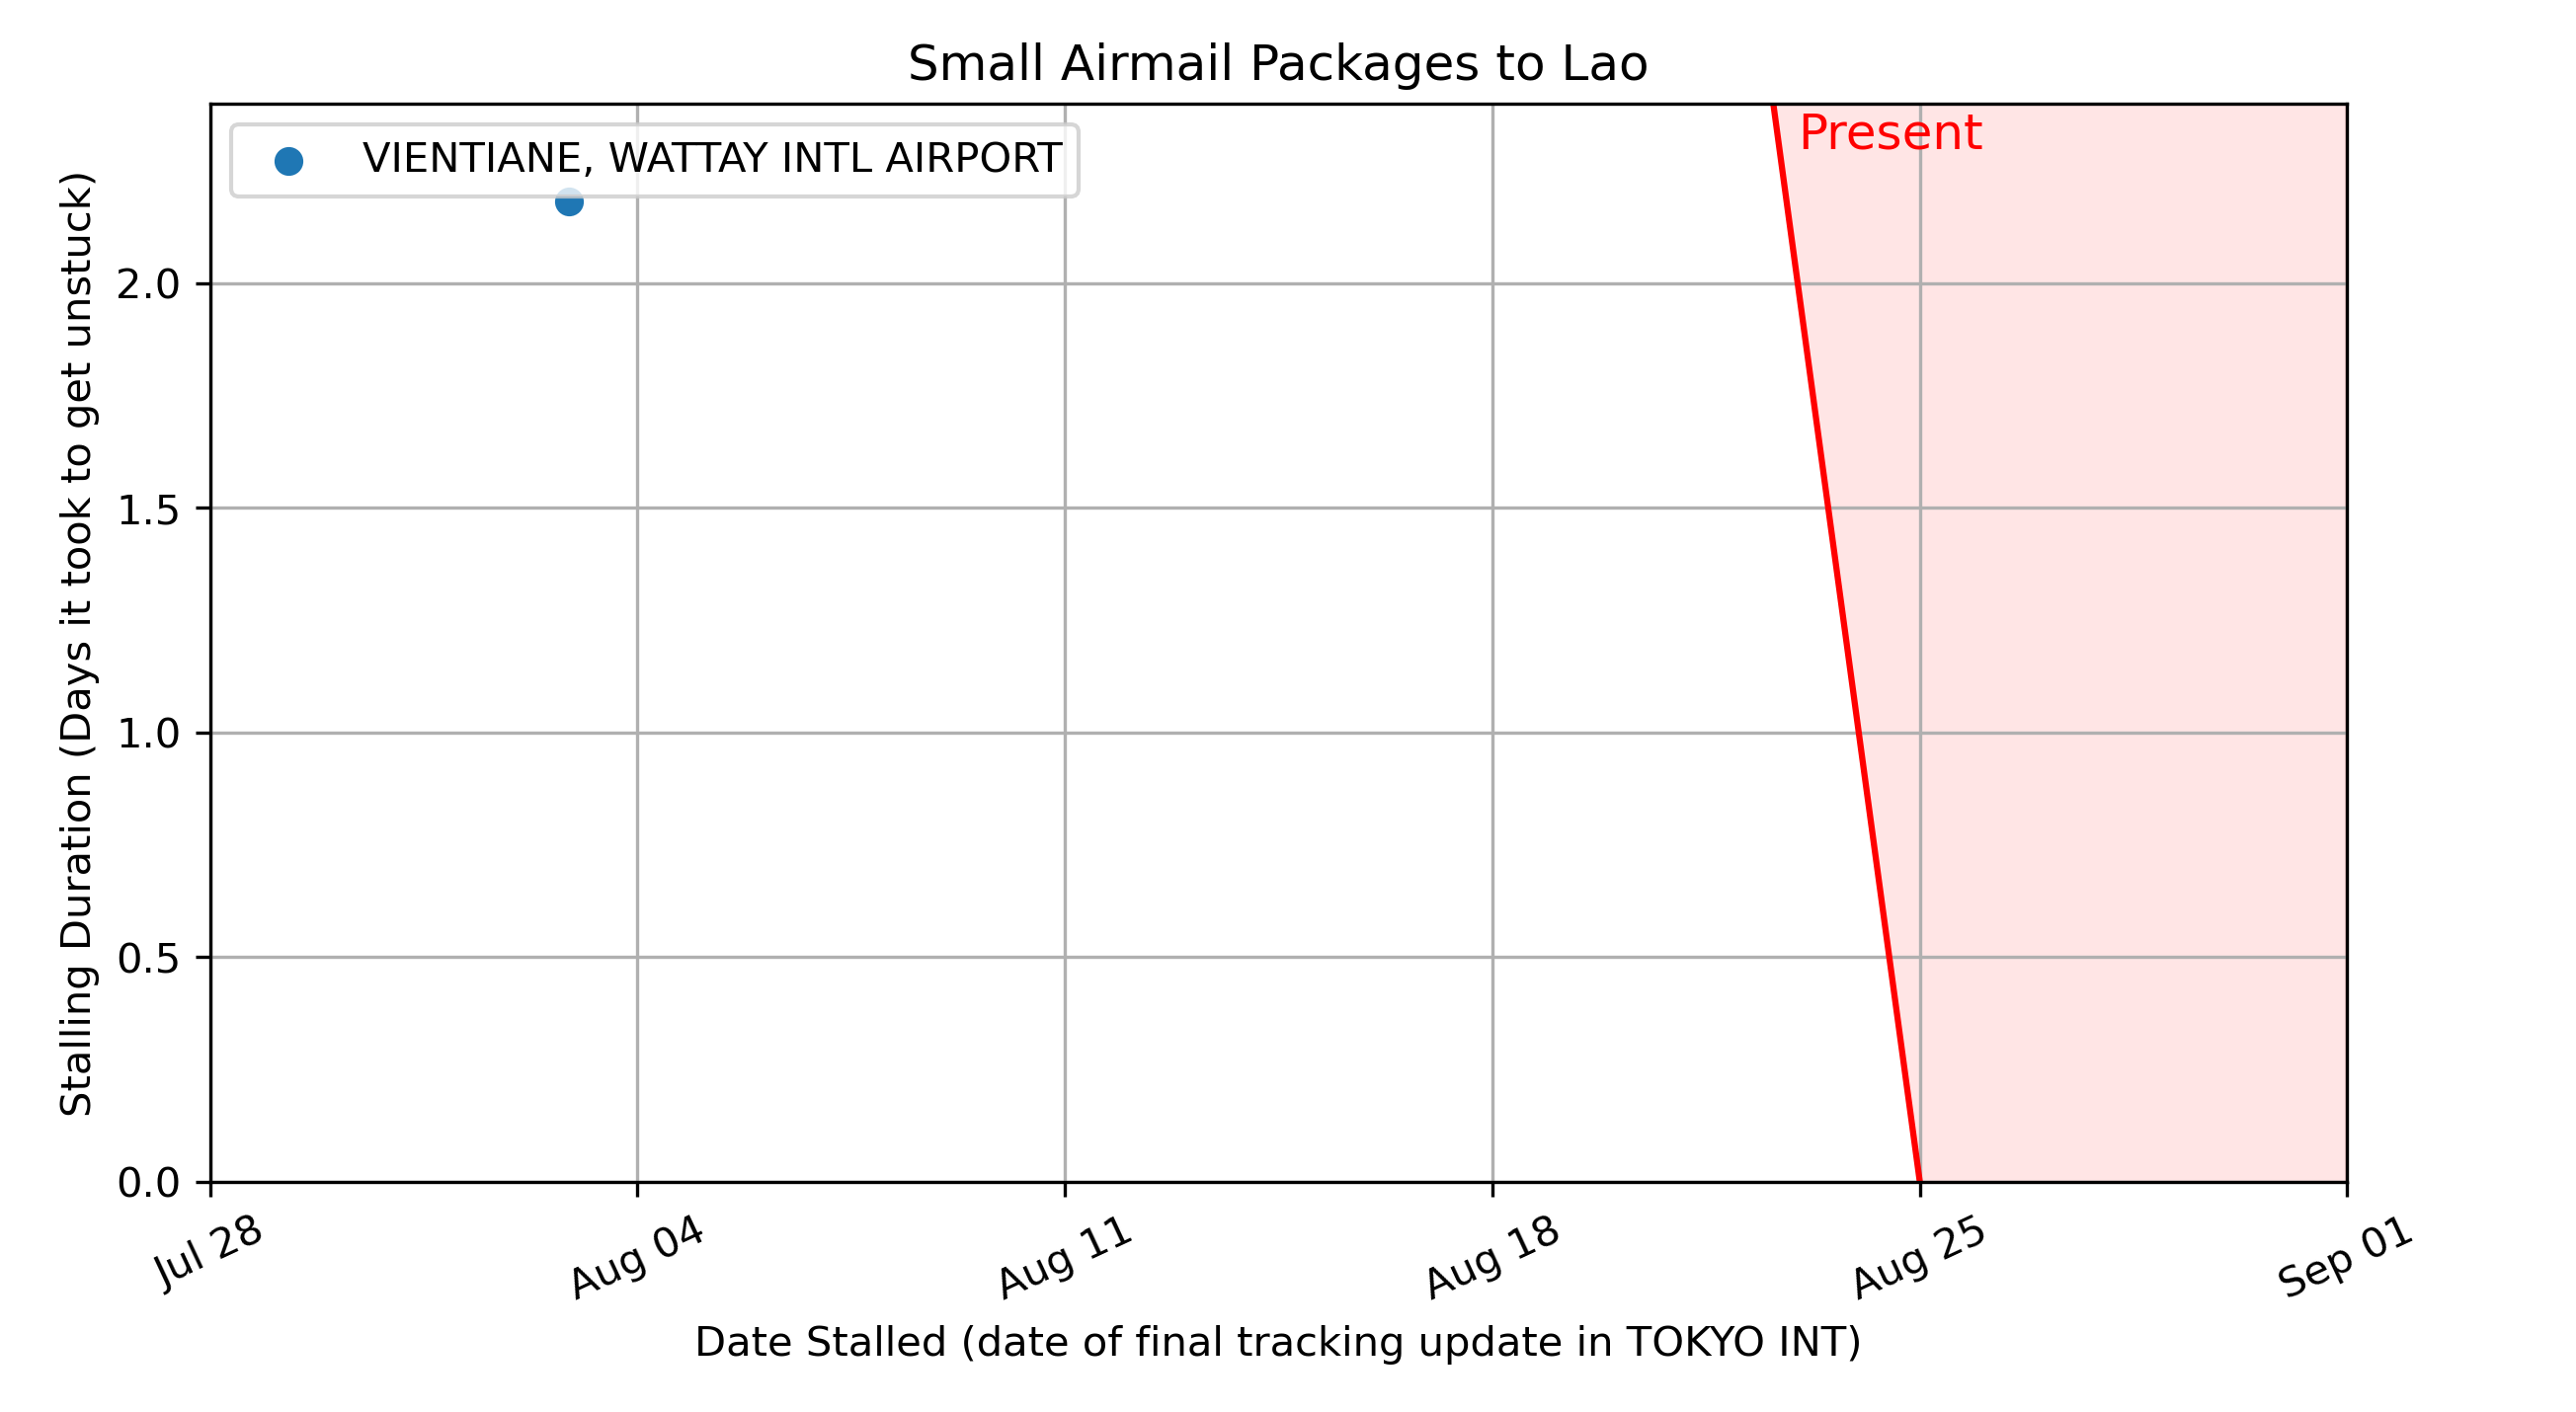 Small Airmail Packages to Lao
VIENTIANE, WATTAY INTL AIRPORT
Present
Stalling Duration (Days it took to get unstuck)
2.0
1.5
1.0
0.5
0.0
Jul 28
Aug 04
Aug 11
Aug 18
Aug 25
Sep 01
Date Stalled (date of final tracking update in TOKYO INT)